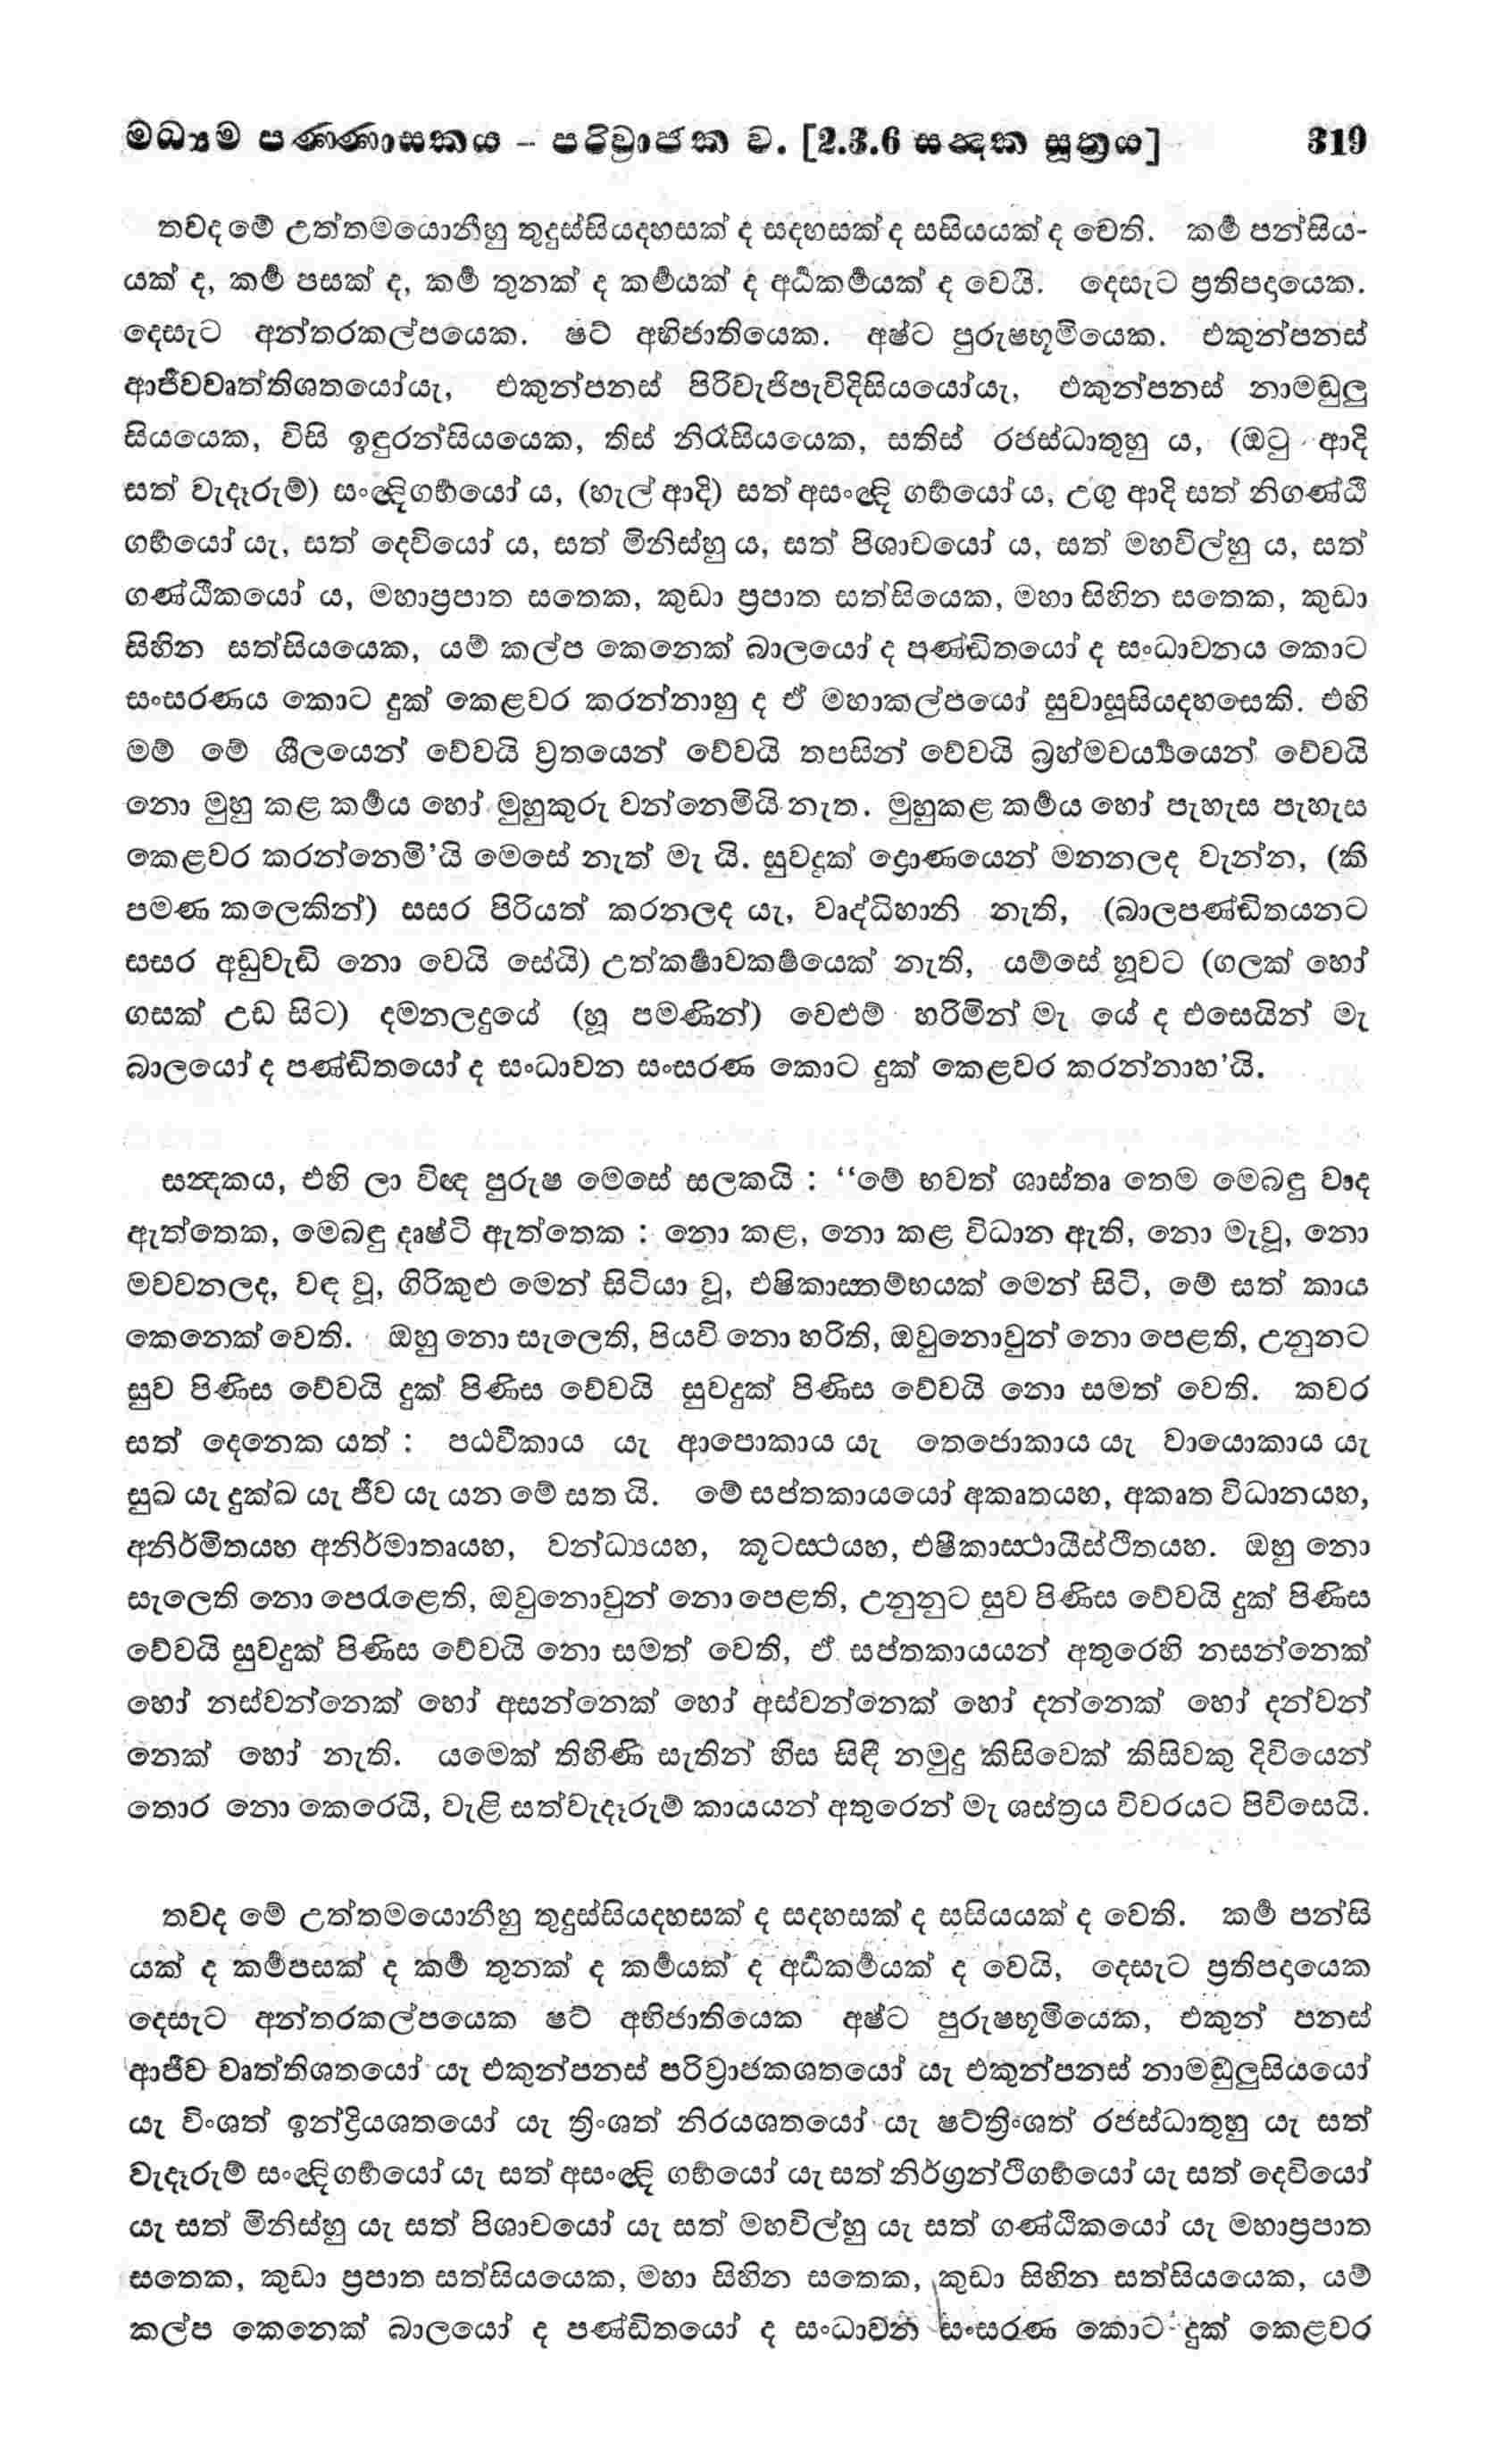 මධ්‍යම පණ්ණාසකය – පරිව්‍රාජක ව. [2.3.6 සන්‍දක සූත්‍රය] 319
තවද මේ උත්තමයොනීහු තුදුස්සියදහසක් ද සදහසක් ද සසියයක් ද වෙති. කර්‍ම පන්සිය-
යක් ද, කර්‍ම පසක් ද, කර්‍ම තුනක් ද කර්‍මයක් ද අර්‍ධකර්‍මයක් ද වෙයි. දෙසැට ප්‍රතිපදායෙක.
දෙසැට අන්තරකල්පයෙක. ෂට් අභිජාතියෙක. අෂ්ට පුරුෂභූමියෙක. එකුන්පනස්
ආජීවවෘත්තිශතයෝයැ, එකුන්පනස් පිරිවැජිපැවිදිසියයෝයැ, එකුන්පනස් නාමඬුලු
සියයෙක, විසි ඉඳුරන්සියයෙක, තිස් නිරෑසියයෙක, සතිස් රජස්ධාතුහු ය, (ඔටු ආදි
සත් වැදෑරුම්) සංඥිගර්‍භයෝ ය, (හැල් ආදි) සත් අසංඥි ගර්‍භයෝ ය, උගු ආදි සත් නිගණ්ඨි
ගර්‍භයෝ යැ, සත් දෙවියෝ ය, සත් මිනිස්හු ය, සත් පිශාචයෝ ය, සත් මහවිල්හු ය, සත්
ගණ්ඨිකයෝ ය, මහාප්‍රපාත සතෙක, කුඩා ප්‍රපාත සත්සියෙක, මහා සිහින සතෙක, කුඩා
සිහින සත්සියයෙක, යම් කල්ප කෙනෙක් බාලයෝ ද පණ්ඩිතයෝ ද සංධාවනය කොට
සංසරණය කොට දුක් කෙළවර කරන්නාහු ද ඒ මහාකල්පයෝ සුවාසූසියදහසෙකි. එහි
මම් මේ ශීලයෙන් වේවයි ව්‍රතයෙන් වේවයි තපසින් වේවයි බ්‍රහ්මචර්‍ය්‍යයෙන් වේවයි
නො මුහු කළ කර්‍මය හෝ මුහුකුරු වන්නෙමියි නැත. මුහුකළ කර්‍මය හෝ පැහැස පැහැස
කෙළවර කරන්නෙමි’යි මෙසේ නැත් මැ යි. සුවදුක් ද්‍රොණයෙන් මනනලද වැන්න, (කි
පමණ කලෙකින්) සසර පිරියත් කරනලද යැ, වෘද්ධිහානි නැති, (බාලපණ්ඩිතයනට
සසර අඩුවැඩි නො වෙයි සේයි) උත්කර්‍ෂාවකර්‍ෂයෙක් නැති, යම්සේ හූවට (ගලක් හෝ
ගසක් උඩ සිට) දමනලදුයේ (හූ පමණින්) වෙළුම් හරිමින් මැ යේ ද එසෙයින් මැ
බාලයෝ ද පණ්ඩිතයෝ ද සංධාවන සංසරණ කොට දුක් කෙළවර කරන්නාහ’යි.
සන්‍දකය, එහි ලා විඥ පුරුෂ මෙසේ සලකයි : “මේ භවත් ශාස්තෘ තෙම මෙබඳු වාද
ඇත්තෙක, මෙබඳු දෘෂ්ටි ඇත්තෙක : නො කළ, නො කළ විධාන ඇති, නො මැවූ, නො
මවවනලද, වඳ වූ, ගිරිකුළු මෙන් සිටියා වූ, එෂිකාස්‍තම්භයක් මෙන් සිටි, මේ සත් කාය
කෙනෙක් වෙති. ඔහු නො සැලෙති, පියවි නො හරිති, ඔවුනොවුන් නො පෙළති, උනුනට
සුව පිණිස වේවයි දුක් පිණිස වේවයි සුවදුක් පිණිස වේවයි නො සමත් වෙති. කවර
සත් දෙනෙක යත් : පඨවිකාය යැ ආපොකාය යැ තෙජොකාය යැ වායොකාය යැ
සුඛ යැ දුක්ඛ යැ ජීව යැ යන මේ සත යි. මේ සප්තකායයෝ අකෘතයහ, අකෘත විධානයහ,
අනිර්මිතයහ අනිර්මාතෘයහ, වන්ධ්‍යයහ, කූටස්‍ථයහ, එෂීකාස්‍ථායීස්ථිතයහ. ඔහු නො
සැලෙති නො පෙරැළෙති, ඔවුනොවුන් නො පෙළති, උනුනුට සුව පිණිස වේවයි දුක් පිණිස
වේවයි සුවදුක් පිණිස වේවයි නො සමත් වෙති, ඒ සප්තකායයන් අතුරෙහි නසන්නෙක්
හෝ නස්වන්නෙක් හෝ අසන්නෙක් හෝ අස්වන්නෙක් හෝ දන්නෙක් හෝ දන්වන්
නෙක් හෝ නැති. යමෙක් තිහිණි සැතින් හිස සිඳී නමුදු කිසිවෙක් කිසිවකු දිවියෙන්
තොර නො කෙරෙයි, වැළි සත්වැදෑරුම් කායයන් අතුරෙන් මැ ශස්ත්‍රය විවරයට පිවිසෙයි.
තවද මේ උත්තමයොනීහු තුදුස්සියදහසක් ද සදහසක් ද සසියයක් ද වෙති. කර්‍ම පන්සි
යක් ද කර්‍මපසක් ද කර්‍ම තුනක් ද කර්‍මයක් ද අර්‍ධකර්‍මයක් ද වෙයි, දෙසැට ප්‍රතිපදායෙක
දෙසැට අන්තරකල්පයෙක ෂට් අභිජාතියෙක අෂ්ට පුරුෂභූමියෙක, එකුන් පනස්
ආජීව වෘත්තිශතයෝ යැ එකුන්පනස් පරිව්‍රාජකශතයෝ යැ එකුන්පනස් නාමඬුලුසියයෝ
යැ විංශත් ඉන්ද්‍රියශතයෝ යැ ත්‍රිංශත් නිරයශතයෝ යැ ෂට්ත්‍රිංශත් රජස්ධාතුහු යැ සත්
වැදෑරුම් සංඥිගර්‍භයෝ යැ සත් අසංඥි ගර්‍භයෝ යැ සත් නිර්ග්‍රන්ථිගර්‍භයෝ යැ සත් දෙවියෝ
යැ සත් මිනිස්හු යැ සත් පිශාචයෝ යැ සත් මහවිල්හු යැ සත් ගණ්ඨිකයෝ යැ මහාප්‍රපාත
සතෙක, කුඩා ප්‍රපාත සත්සියයෙක, මහා සිහින සතෙක, කුඩා සිහින සත්සියයෙක, යම්
කල්ප කෙනෙක් බාලයෝ ද පණ්ඩිතයෝ ද සංධාවන සංසරණ කොට දුක් කෙළවර